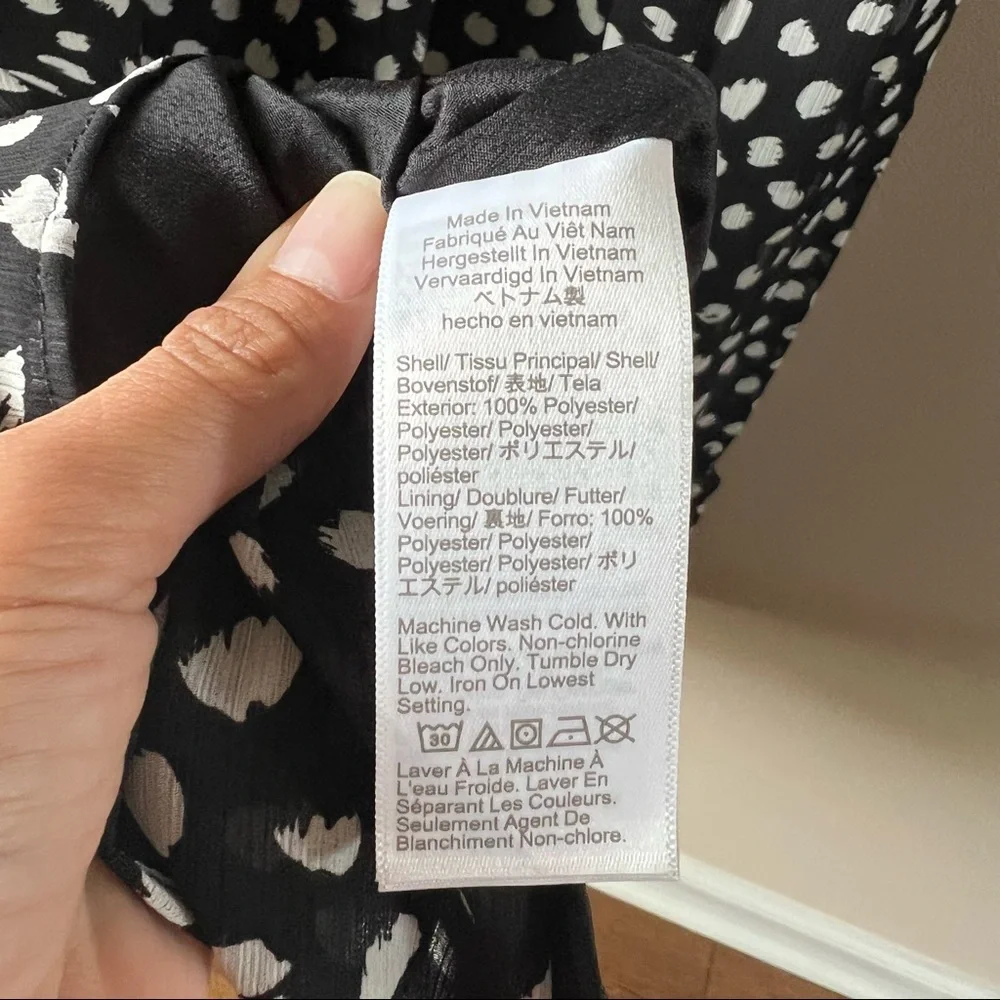 Made In Vietnam
Fabriqué Au Viêt Nam
Hergestellt In Vietnam
Vervaardigd In Vietnam
ベトナム製
hecho en vietnam
Shell/ Tissu Principal/ Shell/
Bovenstof/ 表地/ Tela
Exterior: 100% Polyester/
Polyester/ Polyester/
Polyester/ ポリエステル/
poliéster
Lining/ Doublure/ Futter/
Voering/ 裏地/ Forro: 100%
Polyester/ Polyester/
Polyester/ Polyester/ ポリ
エステル/ poliéster
Machine Wash Cold. With
Like Colors. Non-chlorine
Bleach Only. Tumble Dry
Low. Iron On Lowest
Setting.
30
Laver À La Machine À
L'eau Froide. Laver En
Séparant Les Couleurs.
Seulement Agent De
Blanchiment Non-chlore.